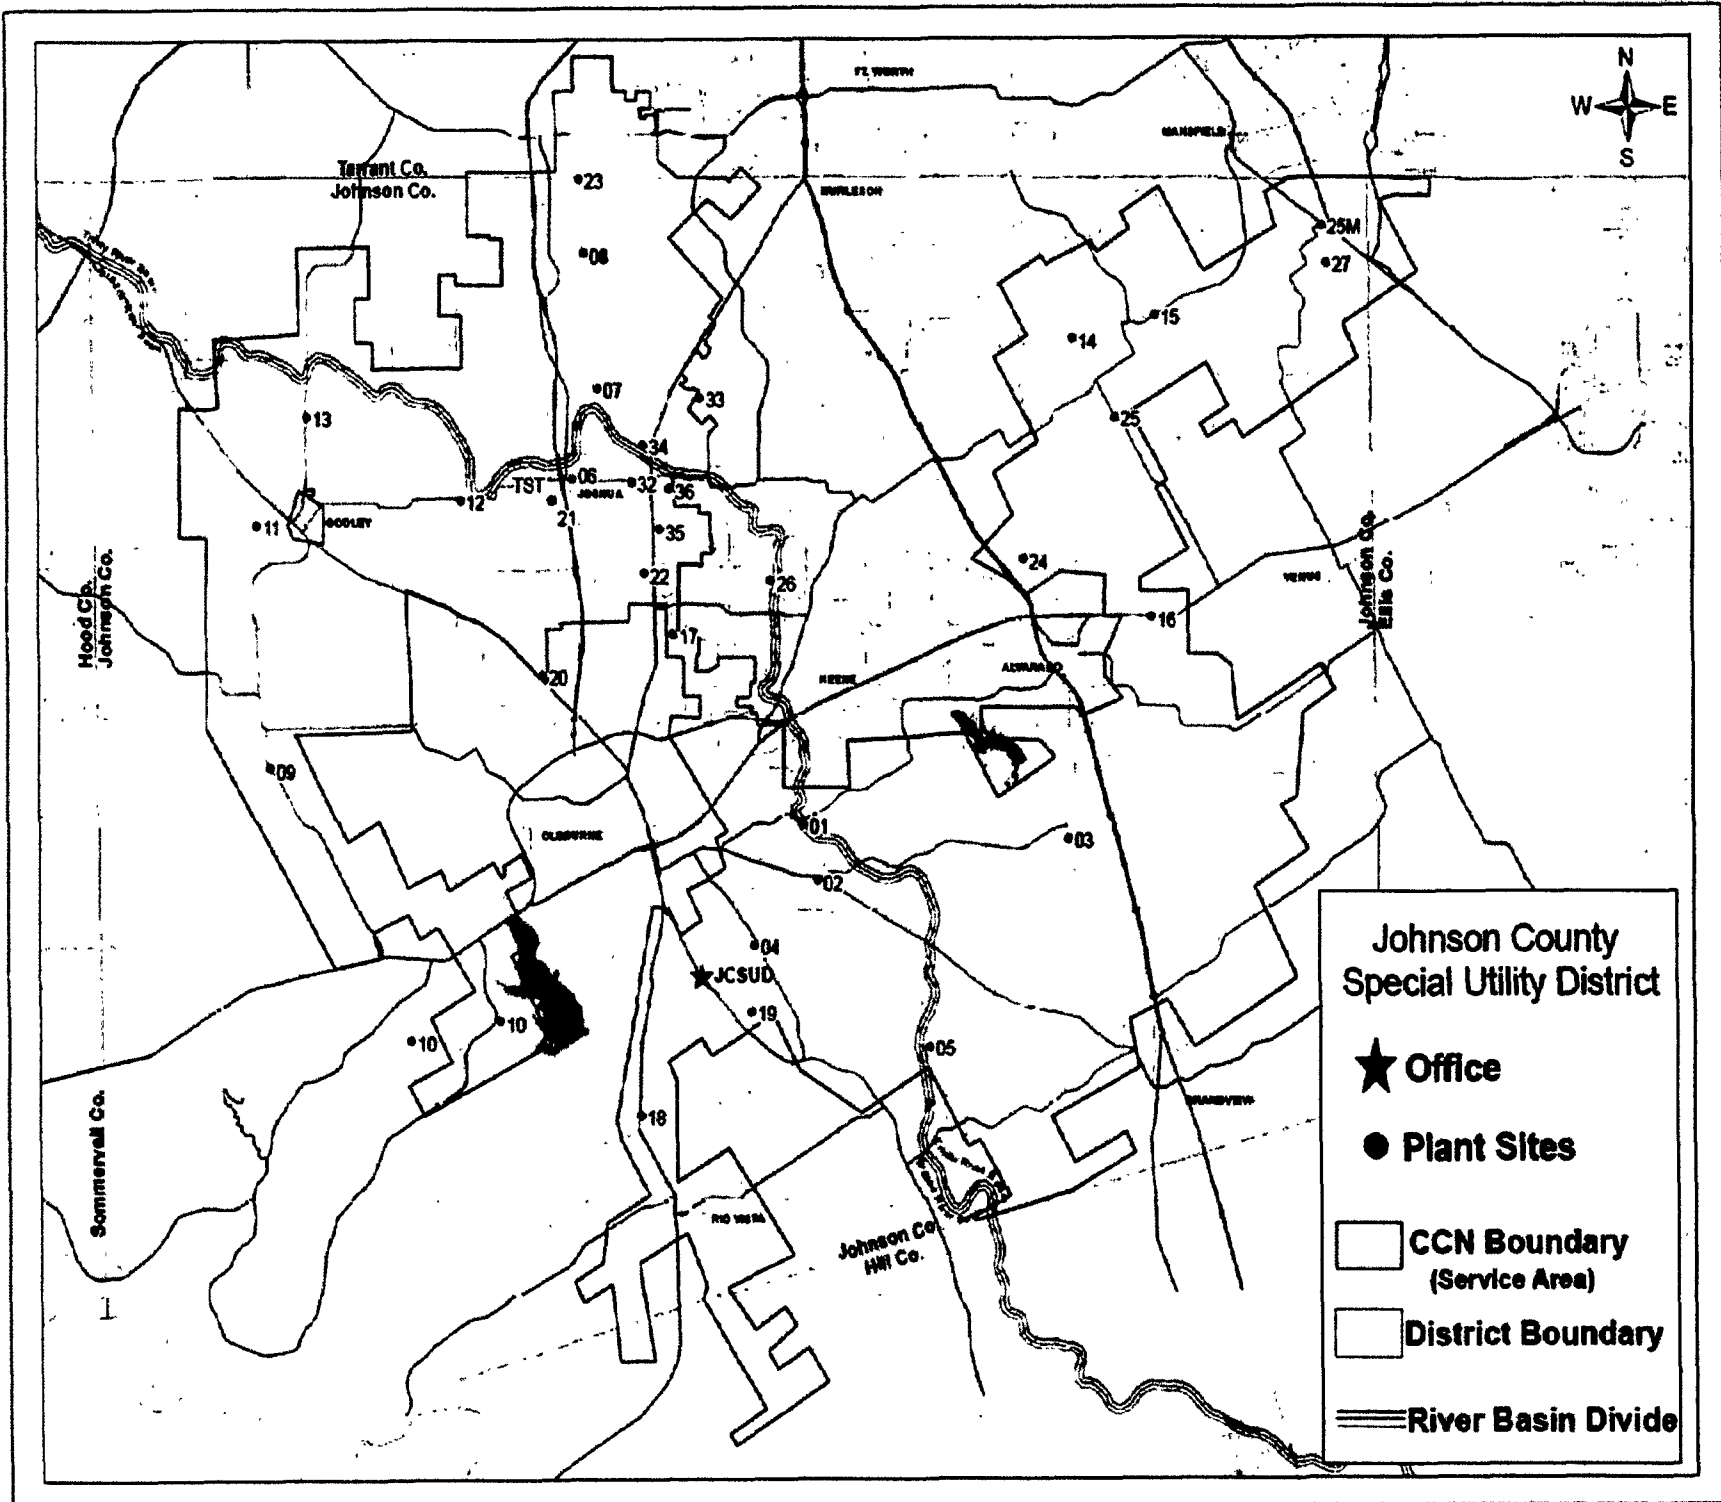 N
W E
S
FT. WORTH
MANSFIELD
Tarrant Co.
Johnson Co.
23
BURLESON
25M
08
27
15
14
07
33
13
25
34
06
TST
32
36
JOSHUA
12
21
11
GODLEY
35
24
22
26
VENUS
Hood Co.
Johnson Co.
Johnson Co.
Ellis Co.
16
17
20
KEENE
ALVARADO
09
01
CLEBURNE
03
02
04
JCSUD
19
10
10
05
18
GRANDVIEW
Sommervell Co.
RIO VISTA
Johnson Co
Hill Co.
Johnson County
Special Utility District
Office
Plant Sites
CCN Boundary
(Service Area)
District Boundary
River Basin Divide